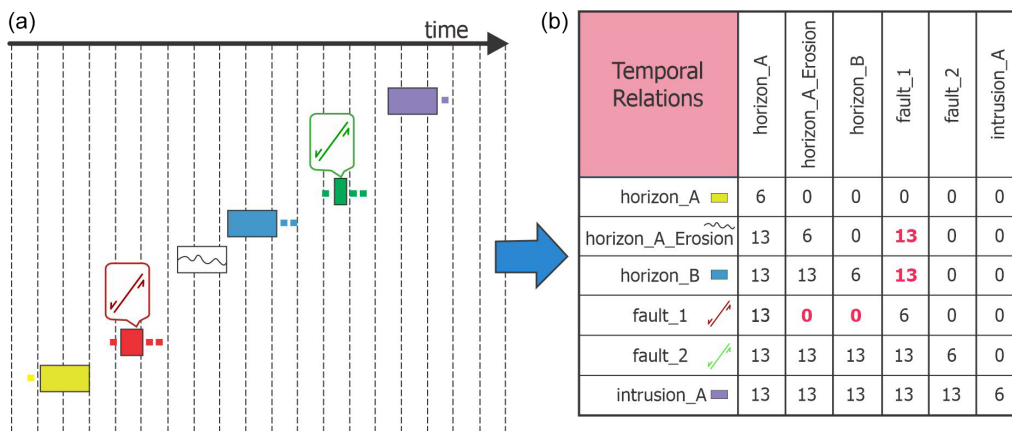 (a)
time
(b)
Temporal
Relations
horizon_A
horizon_A_Erosion
horizon_B
fault_1
fault_2
intrusion_A
horizon_A 6 0 0 0 0 0
horizon_A_Erosion 13 6 0 13 0 0
horizon_B 13 13 6 13 0 0
fault_1 13 0 0 6 0 0
fault_2 13 13 13 13 6 0
intrusion_A 13 13 13 13 13 6